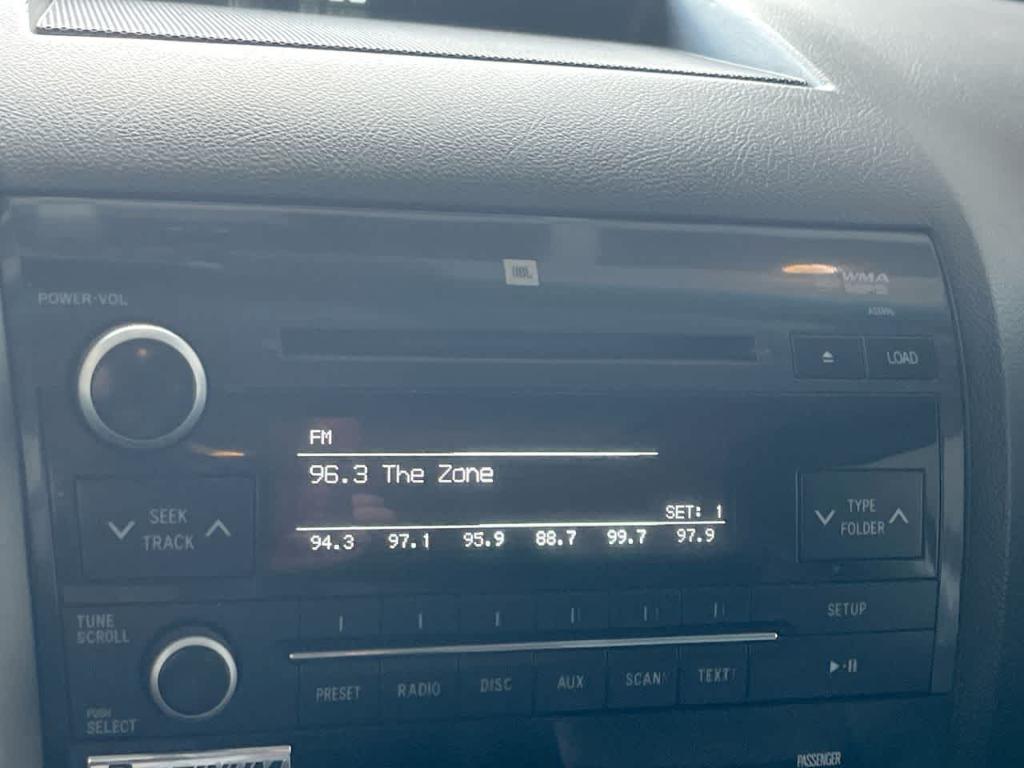 JBL
WMA
POWER·VOL
LOAD
FM
96.3 The Zone
SET: 1
94.3 97.1 95.9 88.7 99.7 97.9
SEEK
TRACK
TYPE
FOLDER
TUNE
SCROLL
SETUP
PRESET RADIO DISC AUX SCAN TEXT
PUSH
SELECT
PASSENGER